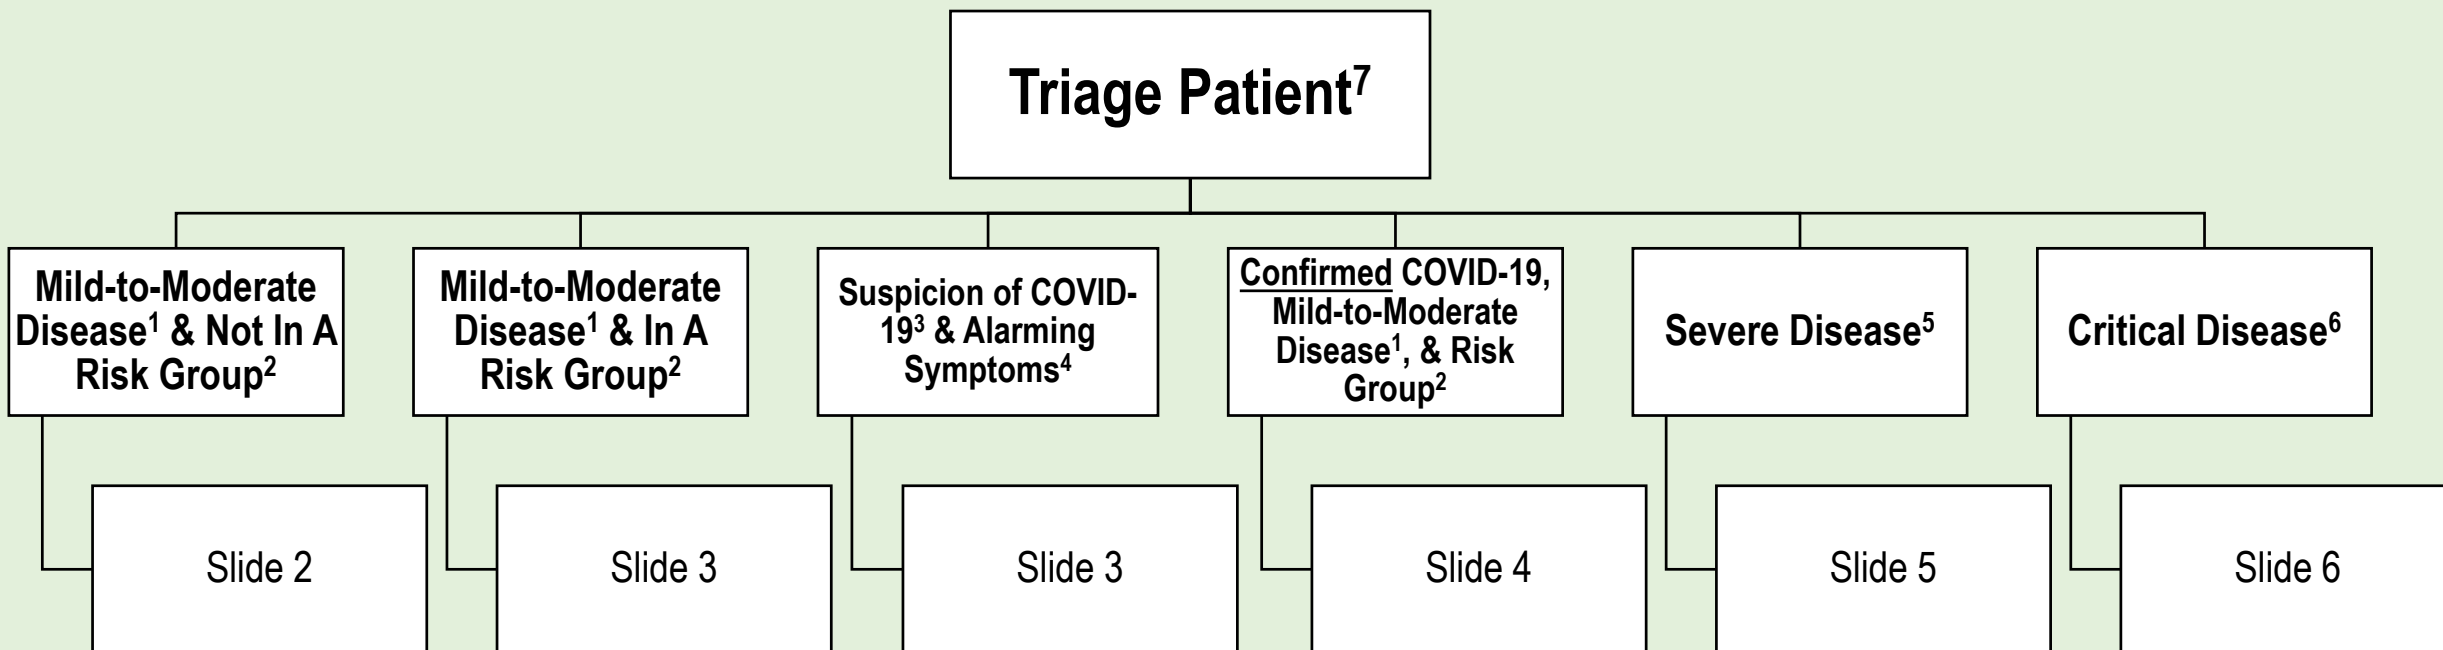 Triage Patient⁷
Mild-to-Moderate
Disease¹ & Not In A
Risk Group²
Mild-to-Moderate
Disease¹ & In A
Risk Group²
Suspicion of COVID-
19³ & Alarming
Symptoms⁴
Confirmed COVID-19,
Mild-to-Moderate
Disease¹, & Risk
Group²
Severe Disease⁵
Critical Disease⁶
Slide 2
Slide 3
Slide 3
Slide 4
Slide 5
Slide 6